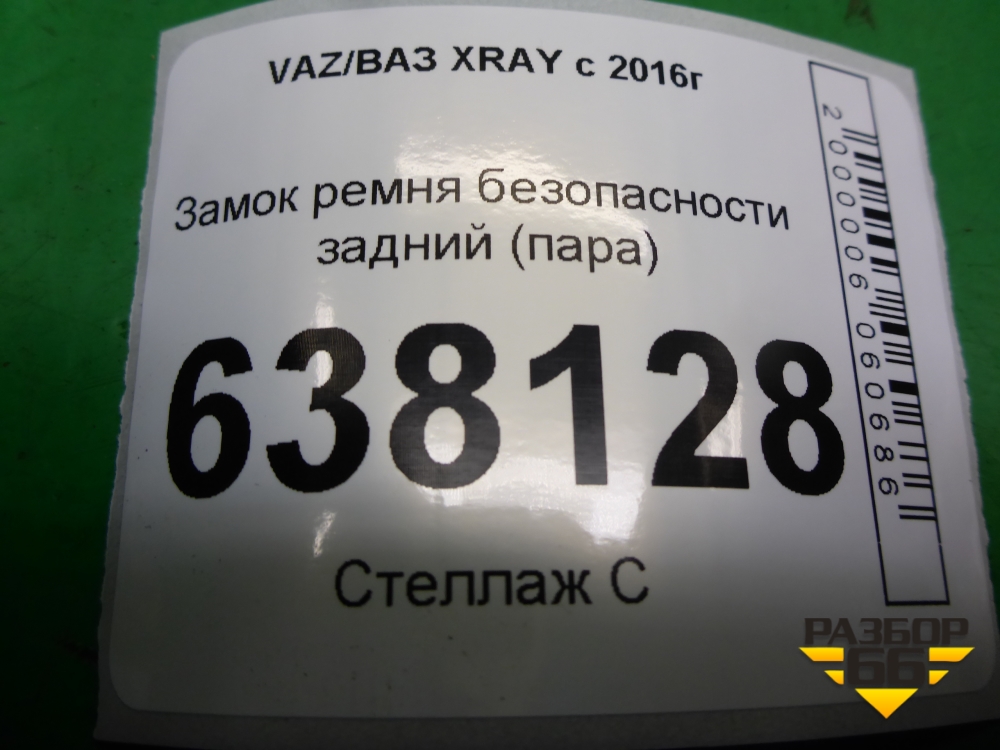 VAZ/ВАЗ XRAY с 2016г
Замок ремня безопасности
задний (пара)
638128
Стеллаж С
2000006060686
РАЗБОР
66